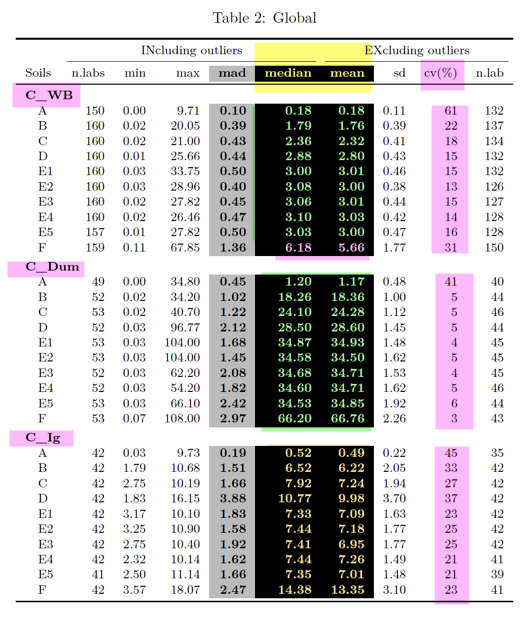 Table 2: Global
INcluding outliers EXcluding outliers
Soils n.labs min max mad median mean sd cv(%) n.lab
C_WB
A 150 0.00 9.71 0.10 0.18 0.18 0.11 61 132
B 160 0.02 20.05 0.39 1.79 1.76 0.39 22 137
C 160 0.02 21.00 0.43 2.36 2.32 0.41 18 134
D 160 0.01 25.66 0.44 2.88 2.80 0.43 15 132
E1 160 0.03 33.75 0.50 3.00 3.01 0.46 15 132
E2 160 0.03 28.96 0.40 3.08 3.00 0.38 13 126
E3 160 0.02 27.82 0.45 3.06 3.01 0.44 15 127
E4 160 0.02 26.46 0.47 3.10 3.03 0.42 14 128
E5 157 0.01 27.82 0.50 3.03 3.00 0.47 16 128
F 159 0.11 67.85 1.36 6.18 5.66 1.77 31 150
C_Dum
A 49 0.00 34.80 0.45 1.20 1.17 0.48 41 40
B 52 0.02 34.20 1.02 18.26 18.36 1.00 5 44
C 53 0.02 40.70 1.22 24.10 24.28 1.12 5 46
D 53 0.02 96.77 2.12 28.50 28.60 1.45 5 44
E1 53 0.03 104.00 1.68 34.87 34.93 1.48 4 45
E2 53 0.03 104.00 1.45 34.58 34.50 1.62 5 45
E3 52 0.03 62.20 2.08 34.68 34.71 1.53 4 45
E4 52 0.03 54.20 1.82 34.60 34.71 1.62 5 46
E5 53 0.03 66.10 2.42 34.53 34.85 1.92 6 44
F 53 0.07 108.00 2.97 66.20 66.76 2.26 3 43
C_Ig
A 42 0.03 9.73 0.19 0.52 0.49 0.22 45 35
B 42 1.79 10.68 1.51 6.52 6.22 2.05 33 42
C 42 2.75 10.19 1.66 7.92 7.24 1.94 27 42
D 42 1.83 16.15 3.88 10.77 9.98 3.70 37 42
E1 42 3.17 10.10 1.83 7.33 7.09 1.63 23 42
E2 42 3.25 10.90 1.58 7.44 7.18 1.77 25 42
E3 42 2.75 10.40 1.92 7.41 6.95 1.77 25 42
E4 42 2.32 10.14 1.62 7.44 7.26 1.49 21 41
E5 41 2.50 11.14 1.66 7.35 7.01 1.48 21 39
F 42 3.57 18.07 2.47 14.38 13.35 3.10 23 41